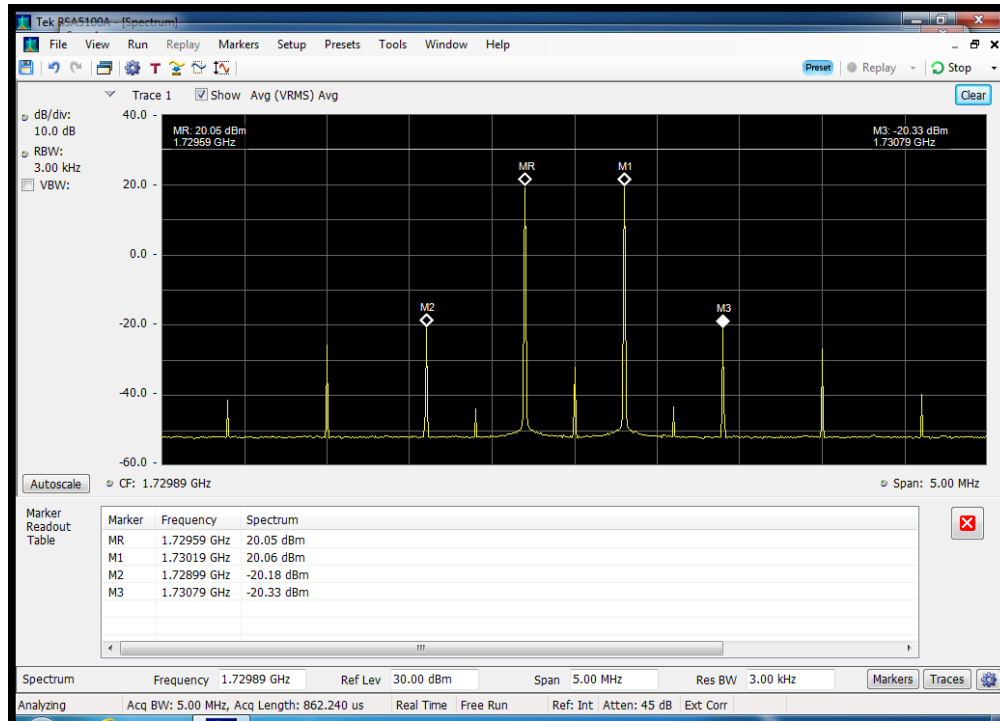 Tek RSA5100A - [Spectrum]
File View Run Replay Markers Setup Presets Tools Window Help
Preset Replay Stop
Trace 1 Show Avg (VRMS) Avg Clear
dB/div:
10.0 dB
RBW:
3.00 kHz
VBW:
40.0
20.0
0.0
-20.0
-40.0
-60.0
MR: 20.05 dBm
1.72959 GHz
M3: -20.33 dBm
1.73079 GHz
MR M1
M2 M3
Autoscale CF: 1.72989 GHz Span: 5.00 MHz
Marker
Readout
Table
Marker Frequency Spectrum
MR 1.72959 GHz 20.05 dBm
M1 1.73019 GHz 20.06 dBm
M2 1.72899 GHz -20.18 dBm
M3 1.73079 GHz -20.33 dBm
Spectrum Frequency 1.72989 GHz Ref Lev 30.00 dBm Span 5.00 MHz Res BW 3.00 kHz Markers Traces
Analyzing Acq BW: 5.00 MHz, Acq Length: 862.240 us Real Time Free Run Ref: Int Atten: 45 dB Ext Corr